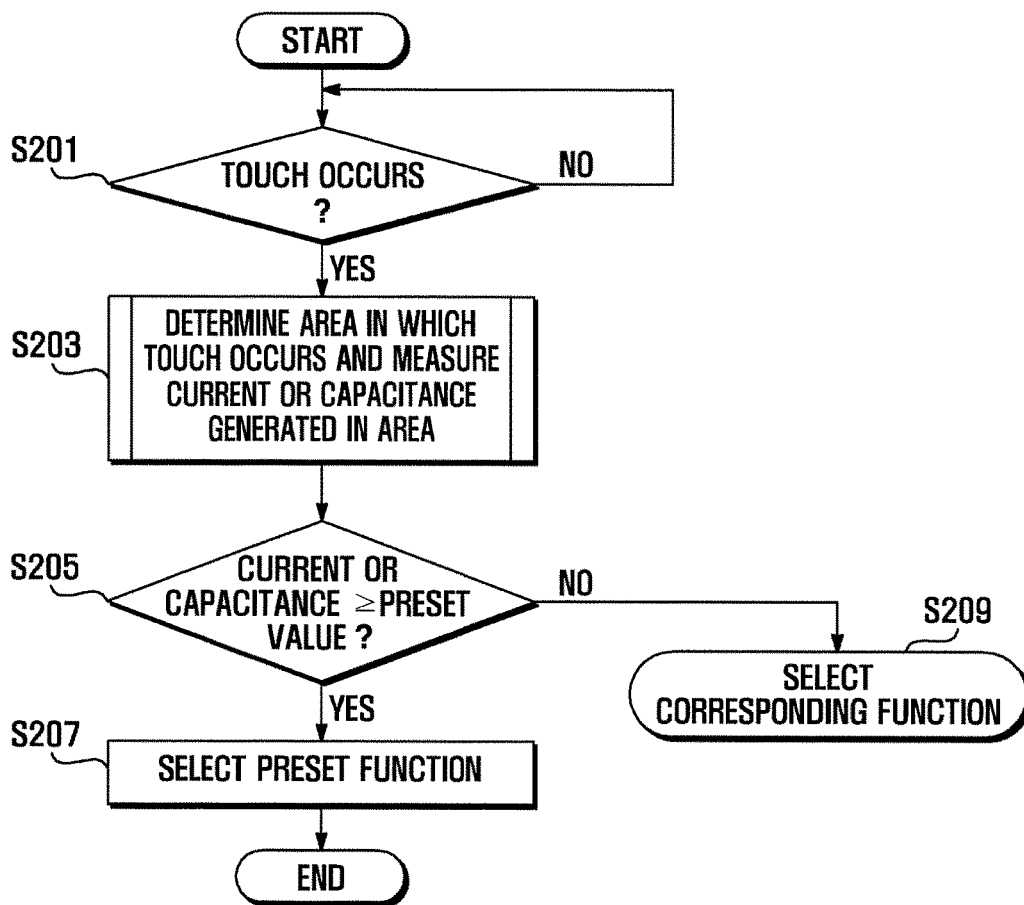 START
S201
TOUCH OCCURS
?
NO
YES
S203
DETERMINE AREA IN WHICH
TOUCH OCCURS AND MEASURE
CURRENT OR CAPACITANCE
GENERATED IN AREA
S205
CURRENT OR
CAPACITANCE ≥ PRESET
VALUE ?
NO
S209
SELECT
CORRESPONDING FUNCTION
YES
S207
SELECT PRESET FUNCTION
END